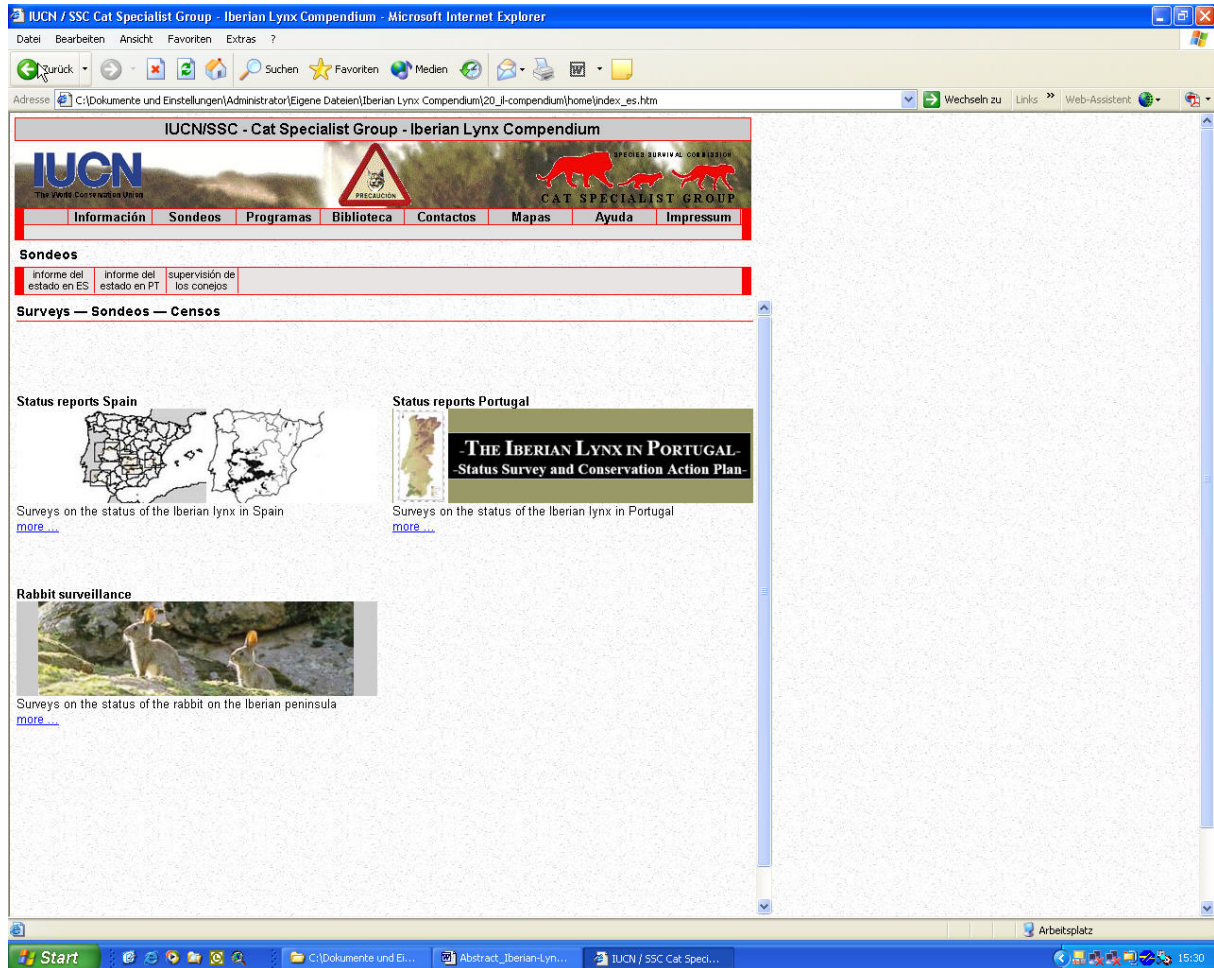 IUCN / SSC Cat Specialist Group - Iberian Lynx Compendium - Microsoft Internet Explorer
Datei Bearbeiten Ansicht Favoriten Extras ?
Zurück Suchen Favoriten Medien
Adresse C:\Dokumente und Einstellungen\Administrator\Eigene Dateien\Iberian Lynx Compendium\20_il-compendium\home\index_es.htm Wechseln zu Links » Web-Assistent
IUCN/SSC - Cat Specialist Group - Iberian Lynx Compendium
IUCN
The World Conservation Union
PRECAUCIÓN
SPECIES SURVIVAL COMMISSION
CAT SPECIALIST GROUP
Información Sondeos Programas Biblioteca Contactos Mapas Ayuda Impressum
Sondeos
informe del estado en ES
informe del estado en PT
supervisión de los conejos
Surveys — Sondeos — Censos
Status reports Spain
Surveys on the status of the Iberian lynx in Spain
more ...
Status reports Portugal
-THE IBERIAN LYNX IN PORTUGAL-
-Status Survey and Conservation Action Plan-
Surveys on the status of the Iberian lynx in Portugal
more ...
Rabbit surveillance
Surveys on the status of the rabbit on the Iberian peninsula
more ...
Arbeitsplatz
Start C:\Dokumente und Ei... Abstract_Iberian-Lyn... IUCN / SSC Cat Speci... 15:30